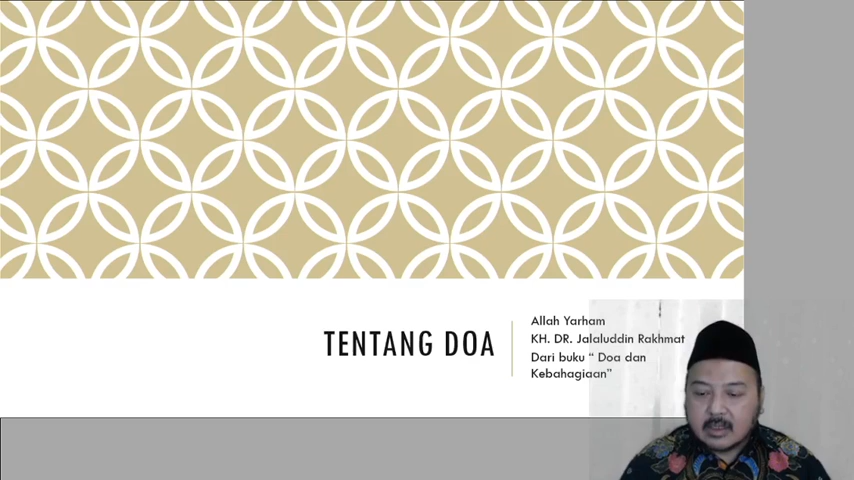 TENTANG DOA
Allah Yarham
KH. DR. Jalaluddin Rakhmat
Dari buku “ Doa dan
Kebahagiaan”